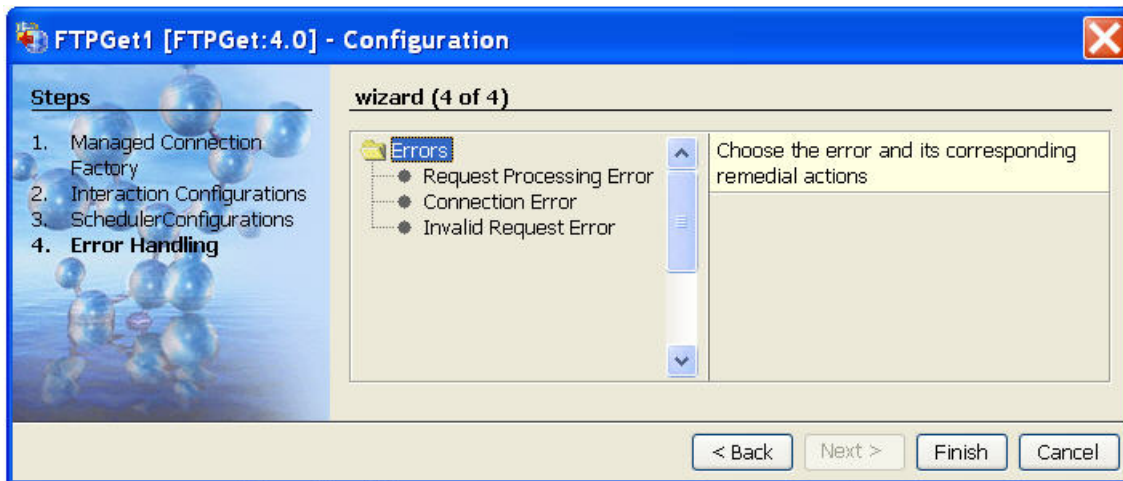 FTPGet1 [FTPGet:4.0] - Configuration
Steps
1. Managed Connection
Factory
2. Interaction Configurations
3. SchedulerConfigurations
4. Error Handling
wizard (4 of 4)
Errors
Request Processing Error
Connection Error
Invalid Request Error
Choose the error and its corresponding
remedial actions
< Back
Next >
Finish
Cancel